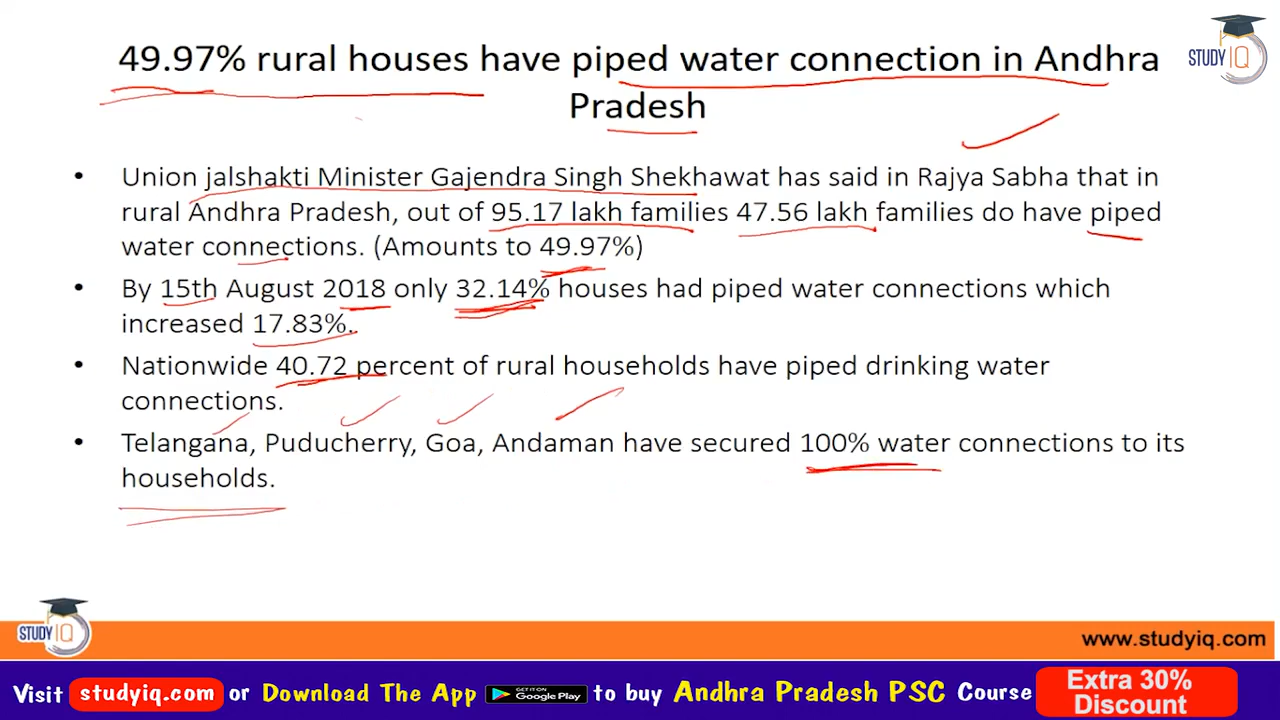 49.97% rural houses have piped water connection in Andhra
Pradesh
STUDY IQ
• Union jalshakti Minister Gajendra Singh Shekhawat has said in Rajya Sabha that in
rural Andhra Pradesh, out of 95.17 lakh families 47.56 lakh families do have piped
water connections. (Amounts to 49.97%)
• By 15th August 2018 only 32.14% houses had piped water connections which
increased 17.83%.
• Nationwide 40.72 percent of rural households have piped drinking water
connections.
• Telangana, Puducherry, Goa, Andaman have secured 100% water connections to its
households.
STUDY IQ
www.studyiq.com
Visit studyiq.com or Download The App GET IT ON Google Play to buy Andhra Pradesh PSC Course
Extra 30%
Discount